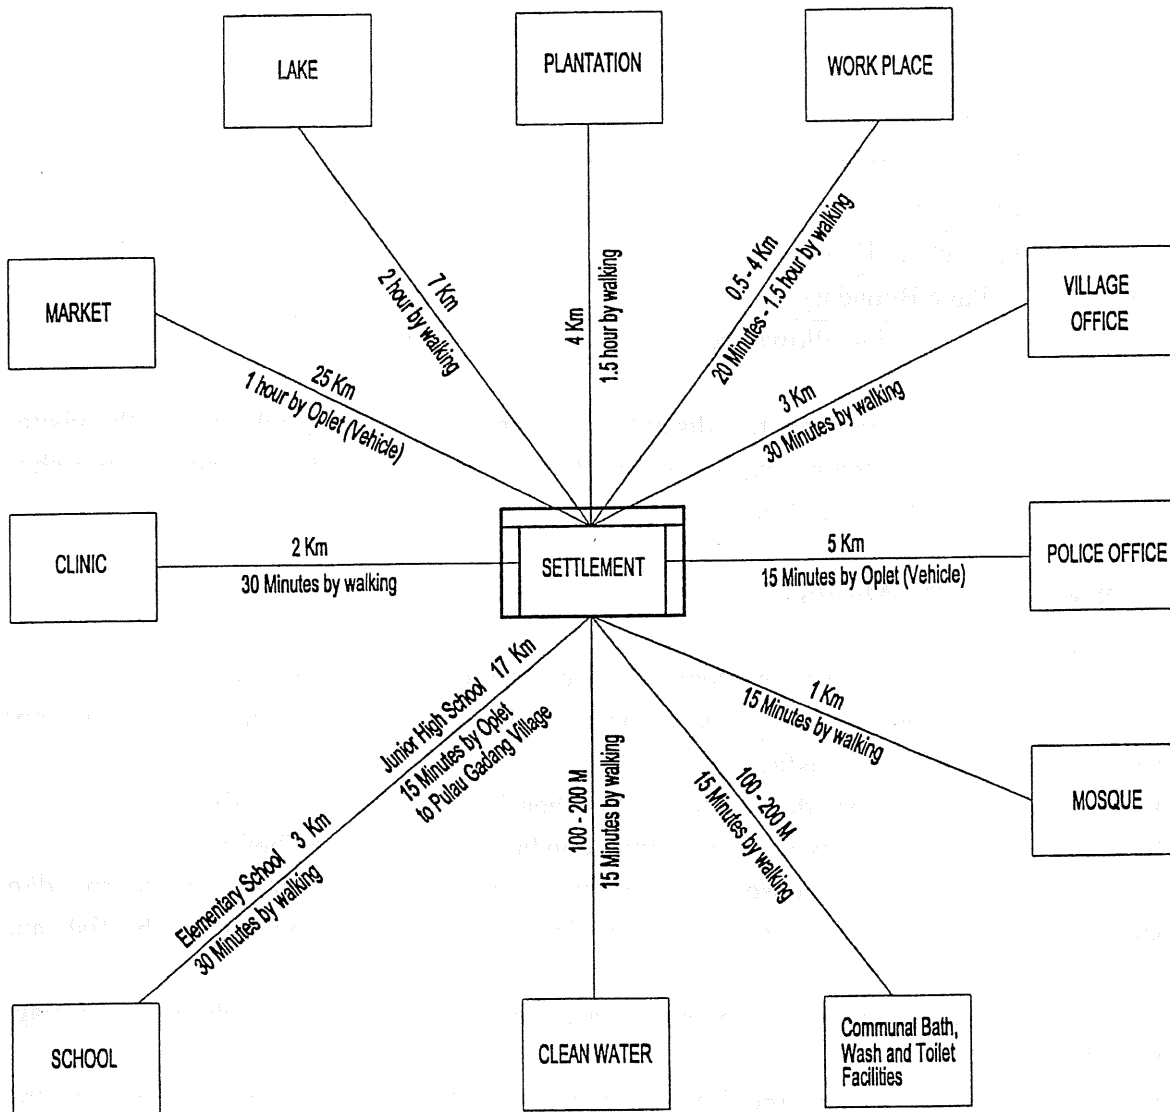 LAKE
PLANTATION
WORK PLACE
MARKET
VILLAGE
OFFICE
7 Km
2 hour by walking
4 Km
1.5 hour by walking
0.5 - 4 Km
20 Minutes - 1.5 hour by walking
25 Km
1 hour by Oplet (Vehicle)
3 Km
30 Minutes by walking
CLINIC
2 Km
30 Minutes by walking
SETTLEMENT
5 Km
15 Minutes by Oplet (Vehicle)
POLICE OFFICE
Junior High School 17 Km
15 Minutes by Oplet
to Pulau Gadang Village
Elementary School 3 Km
30 Minutes by walking
100 - 200 M
15 Minutes by walking
100 - 200 M
15 Minutes by walking
1 Km
15 Minutes by walking
MOSQUE
SCHOOL
CLEAN WATER
Communal Bath,
Wash and Toilet
Facilities